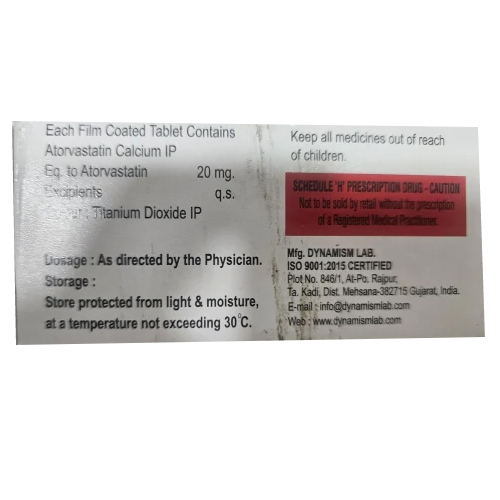 Each Film Coated Tablet Contains
Atorvastatin Calcium IP
Eq. to Atorvastatin 20 mg.
Excipients q.s.
Titanium Dioxide IP
Dosage : As directed by the Physician.
Storage :
Store protected from light & moisture,
at a temperature not exceeding 30°C.
Keep all medicines out of reach
of children.
SCHEDULE 'H' PRESCRIPTION DRUG - CAUTION
Not to be sold by retail without the prescription
of a Registered Medical Practitioner.
Mfg. DYNAMISM LAB.
ISO 9001:2015 CERTIFIED
Plot No. 846/1, At-Po. Rajpur,
Ta. Kadi, Dist. Mehsana-382715 Gujarat, India.
E-mail : info@dynamismlab.com
Web : www.dynamismlab.com